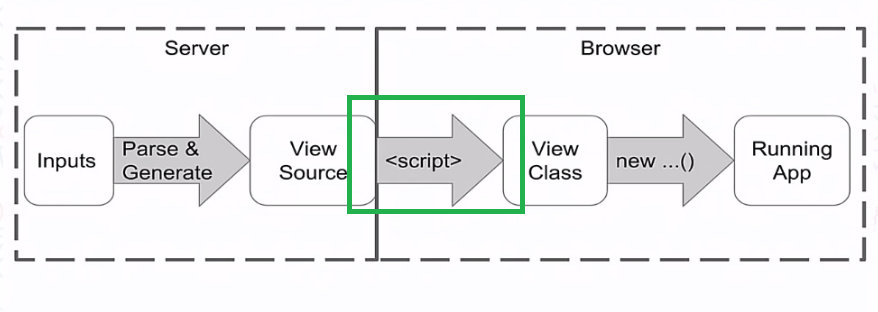 Server
Browser
Inputs
Parse &
Generate
View
Source
<script>
View
Class
new ...()
Running
App